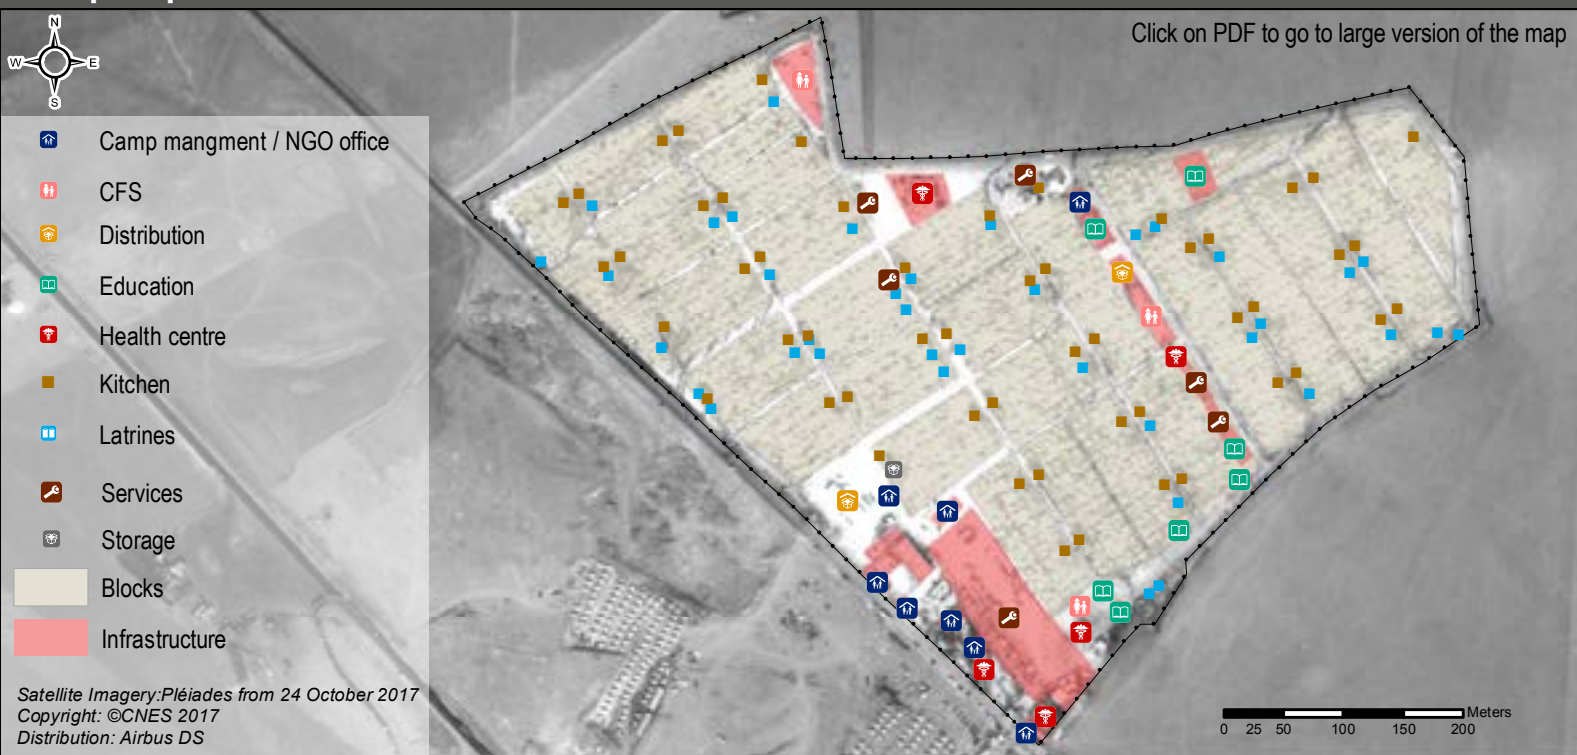 Click on PDF to go to large version of the map
N
W E
S
Camp mangment / NGO office
CFS
Distribution
Education
Health centre
Kitchen
Latrines
Services
Storage
Blocks
Infrastructure
Satellite Imagery:Pléiades from 24 October 2017
Copyright: ©CNES 2017
Distribution: Airbus DS
Meters
0 25 50 100 150 200